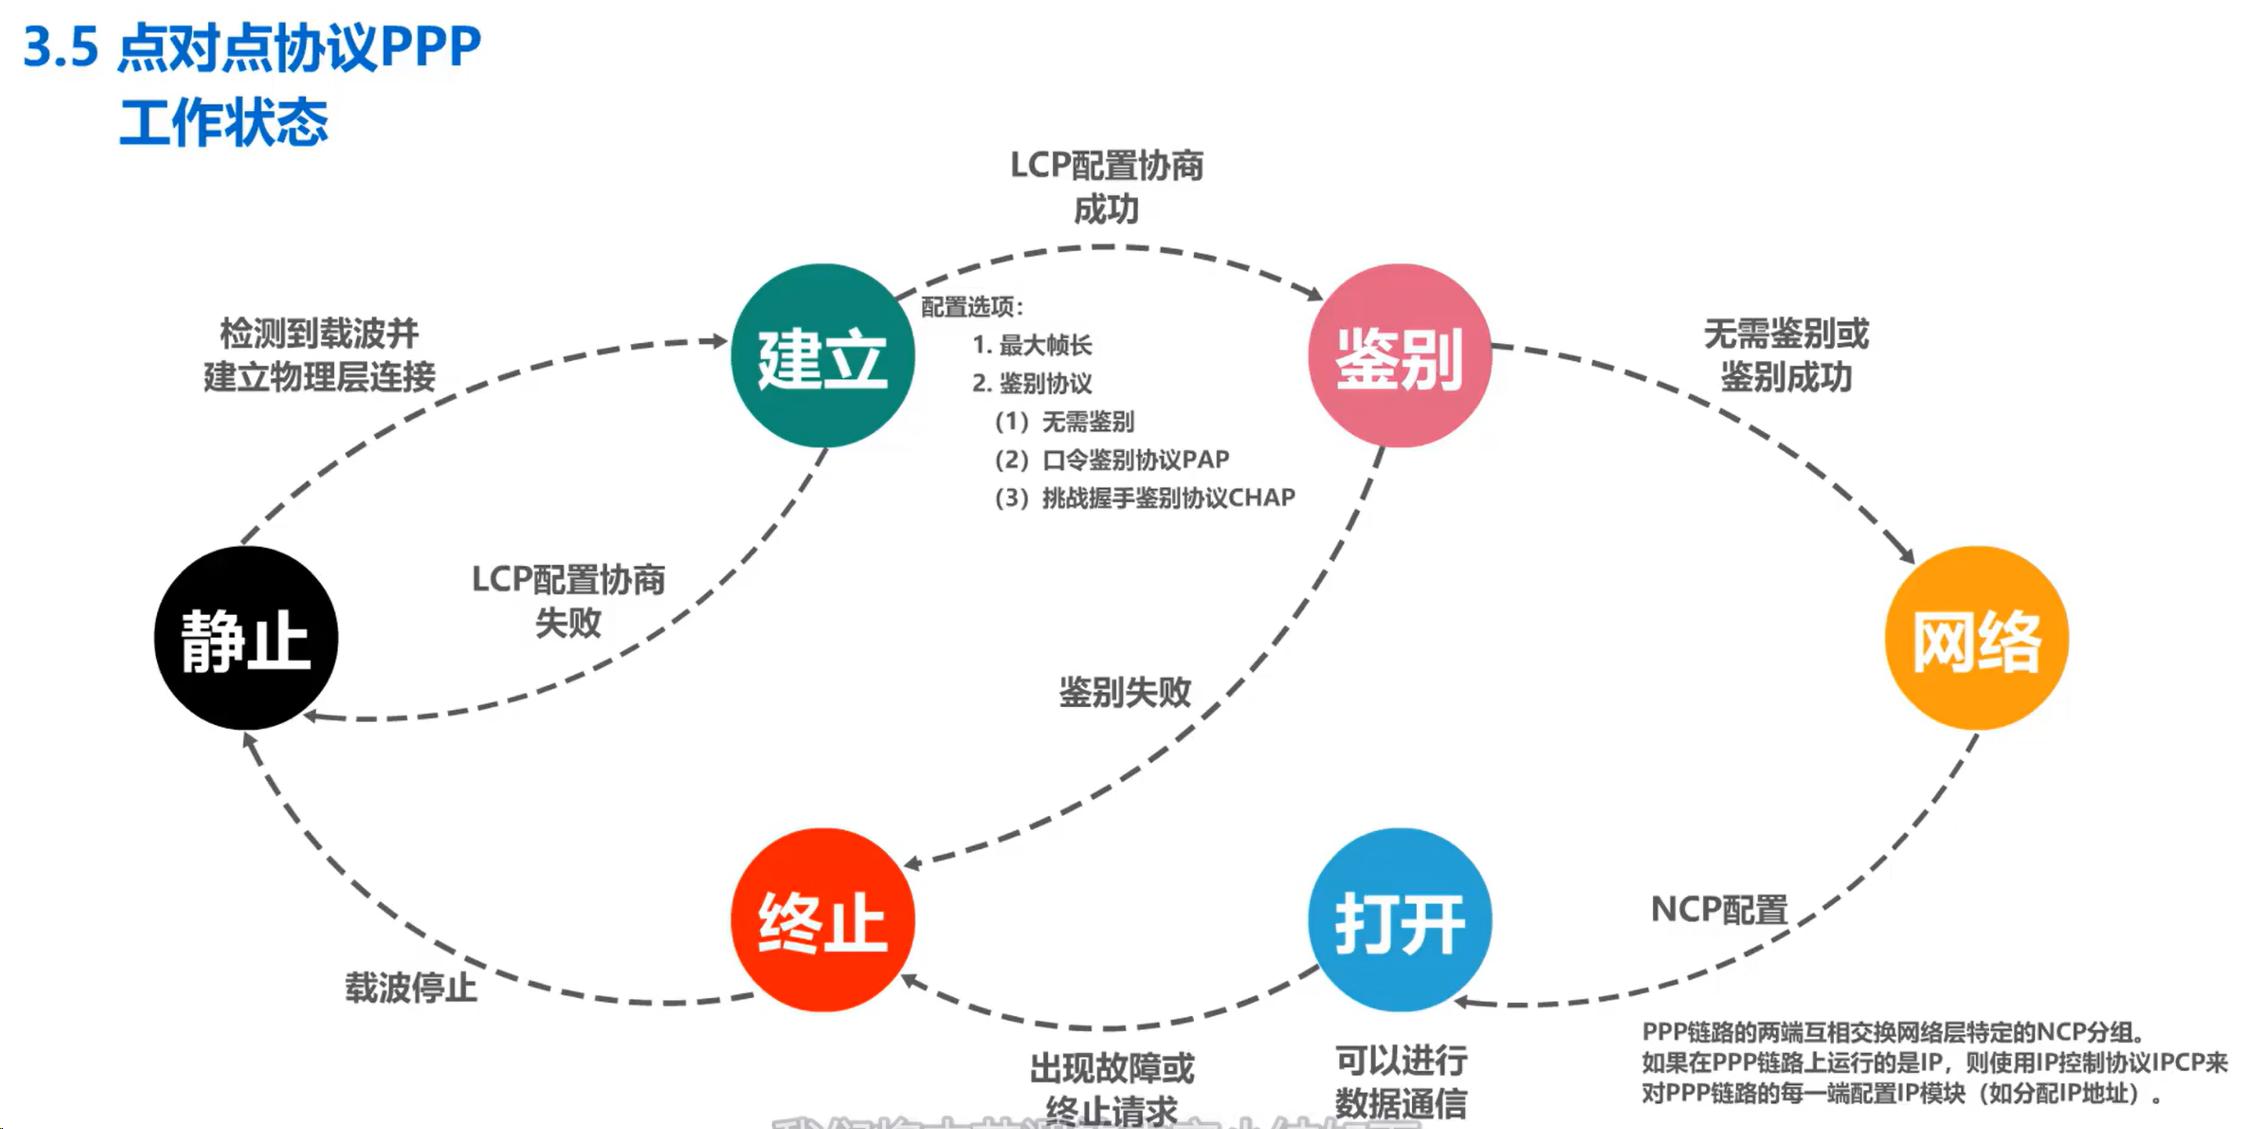 3.5 点对点协议PPP
工作状态
LCP配置协商
成功
检测到载波并
建立物理层连接
建立
配置选项：
1. 最大帧长
2. 鉴别协议
（1）无需鉴别
（2）口令鉴别协议PAP
（3）挑战握手鉴别协议CHAP
鉴别
无需鉴别或
鉴别成功
静止
LCP配置协商
失败
鉴别失败
网络
终止
打开
NCP配置
载波停止
出现故障或
终止请求
可以进行
数据通信
PPP链路的两端互相交换网络层特定的NCP分组。
如果在PPP链路上运行的是IP，则使用IP控制协议IPCP来
对PPP链路的每一端配置IP模块（如分配IP地址）。